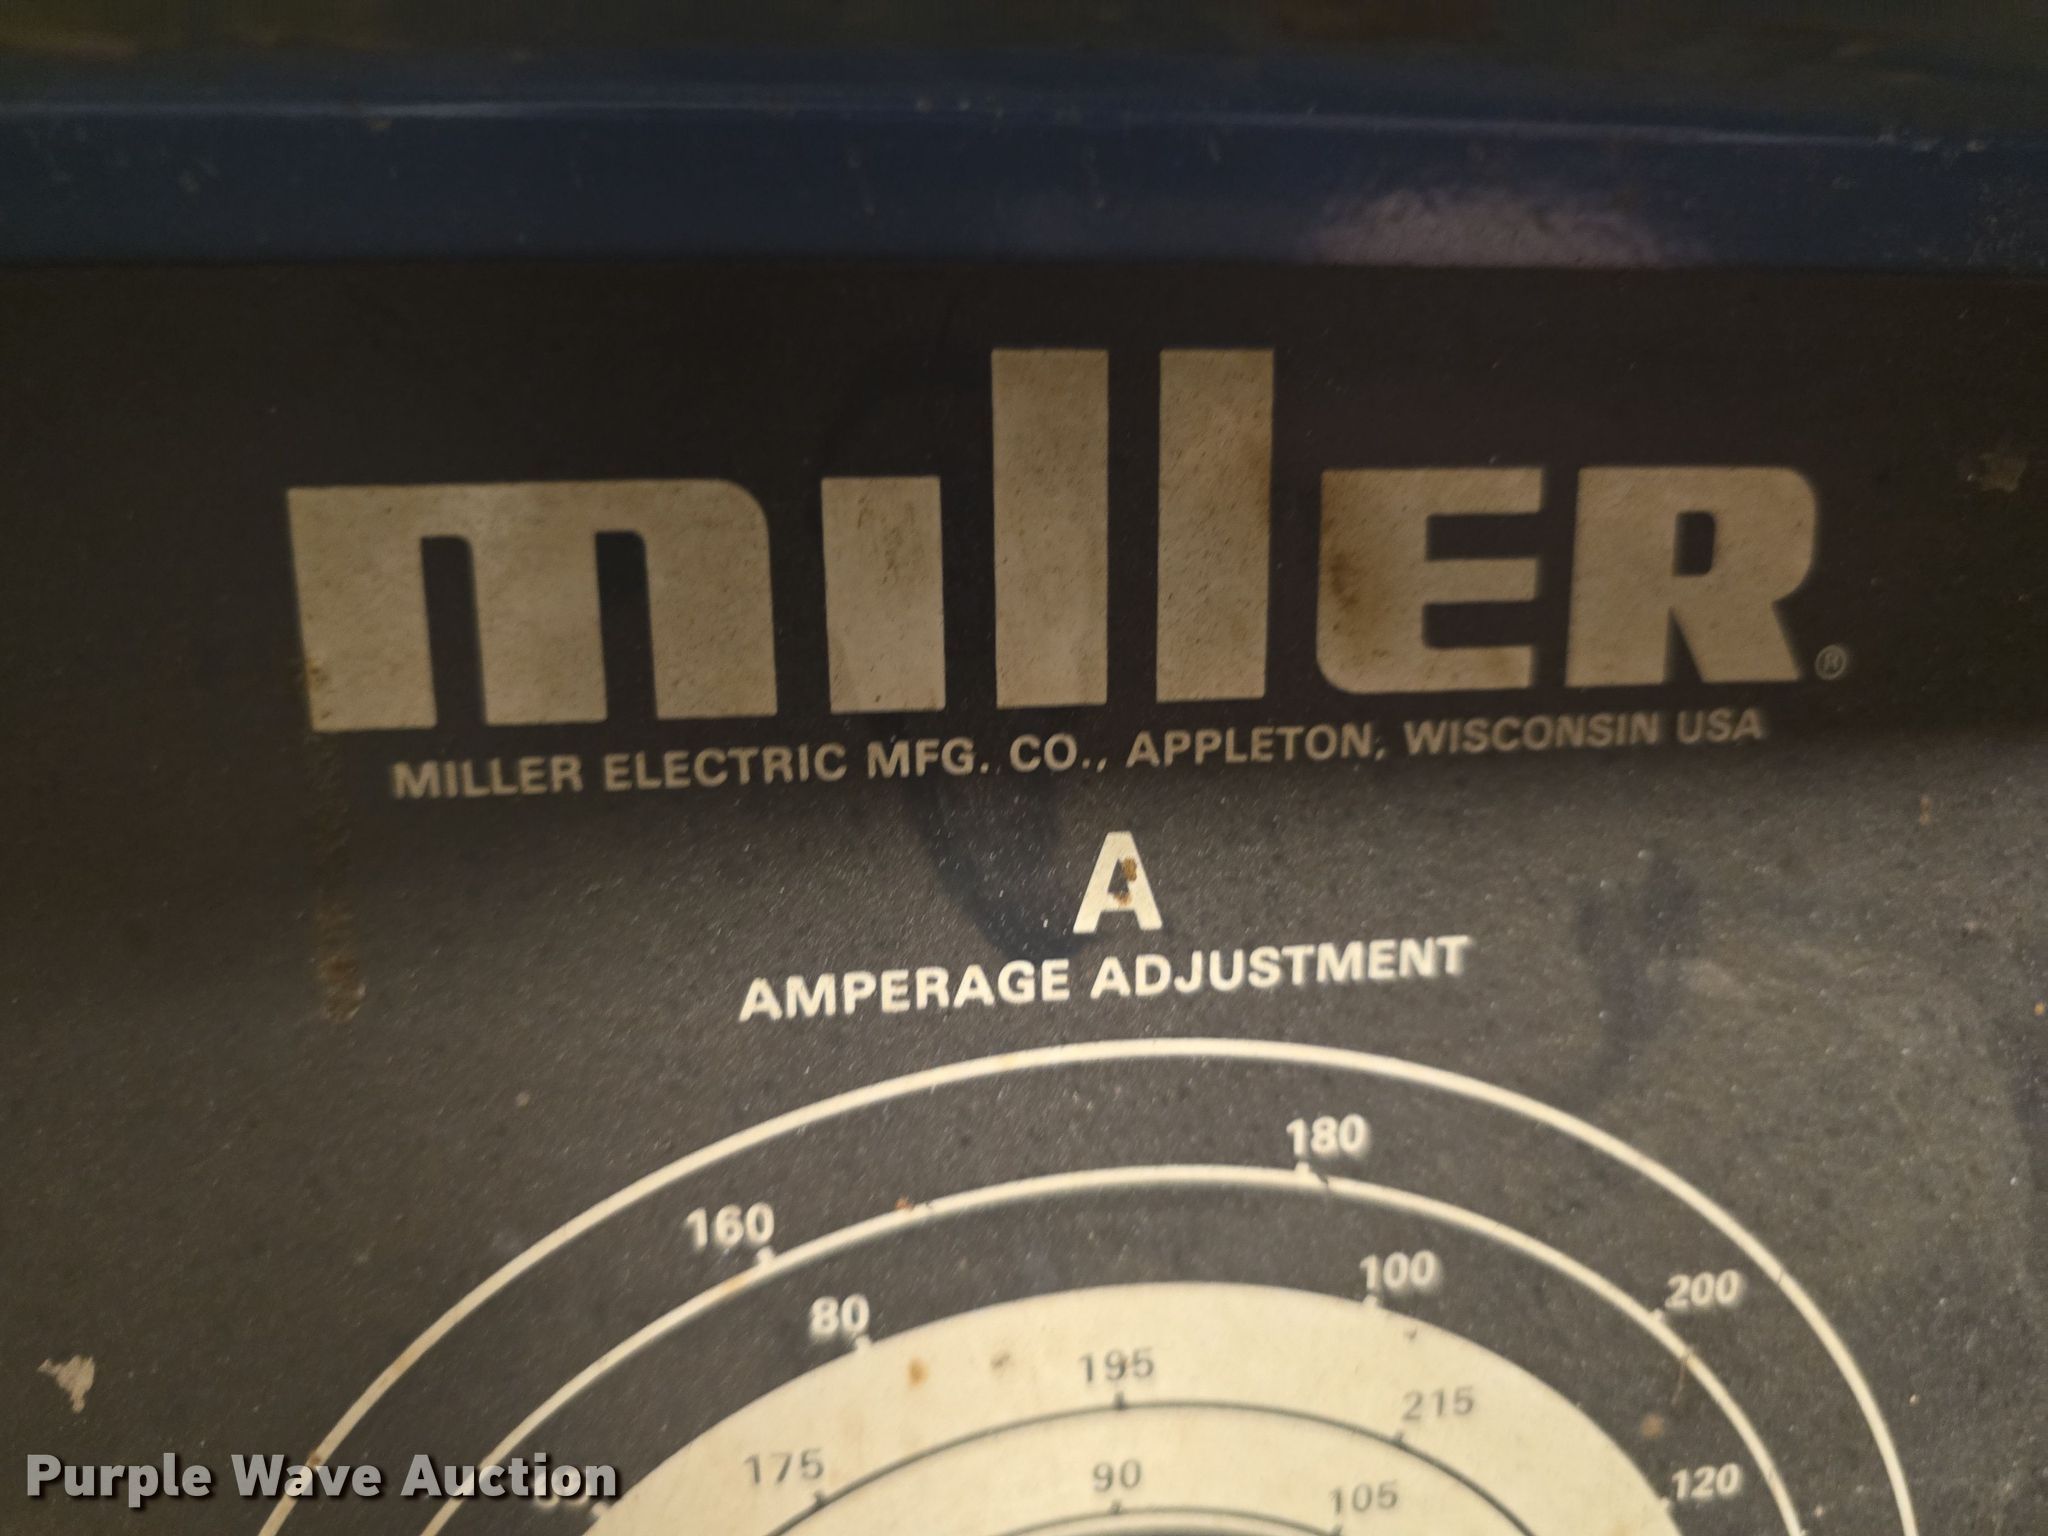 miller®
MILLER ELECTRIC MFG. CO., APPLETON, WISCONSIN USA
A
AMPERAGE ADJUSTMENT
180
160
100
200
80
195
215
175
90
105
120
Purple Wave Auction